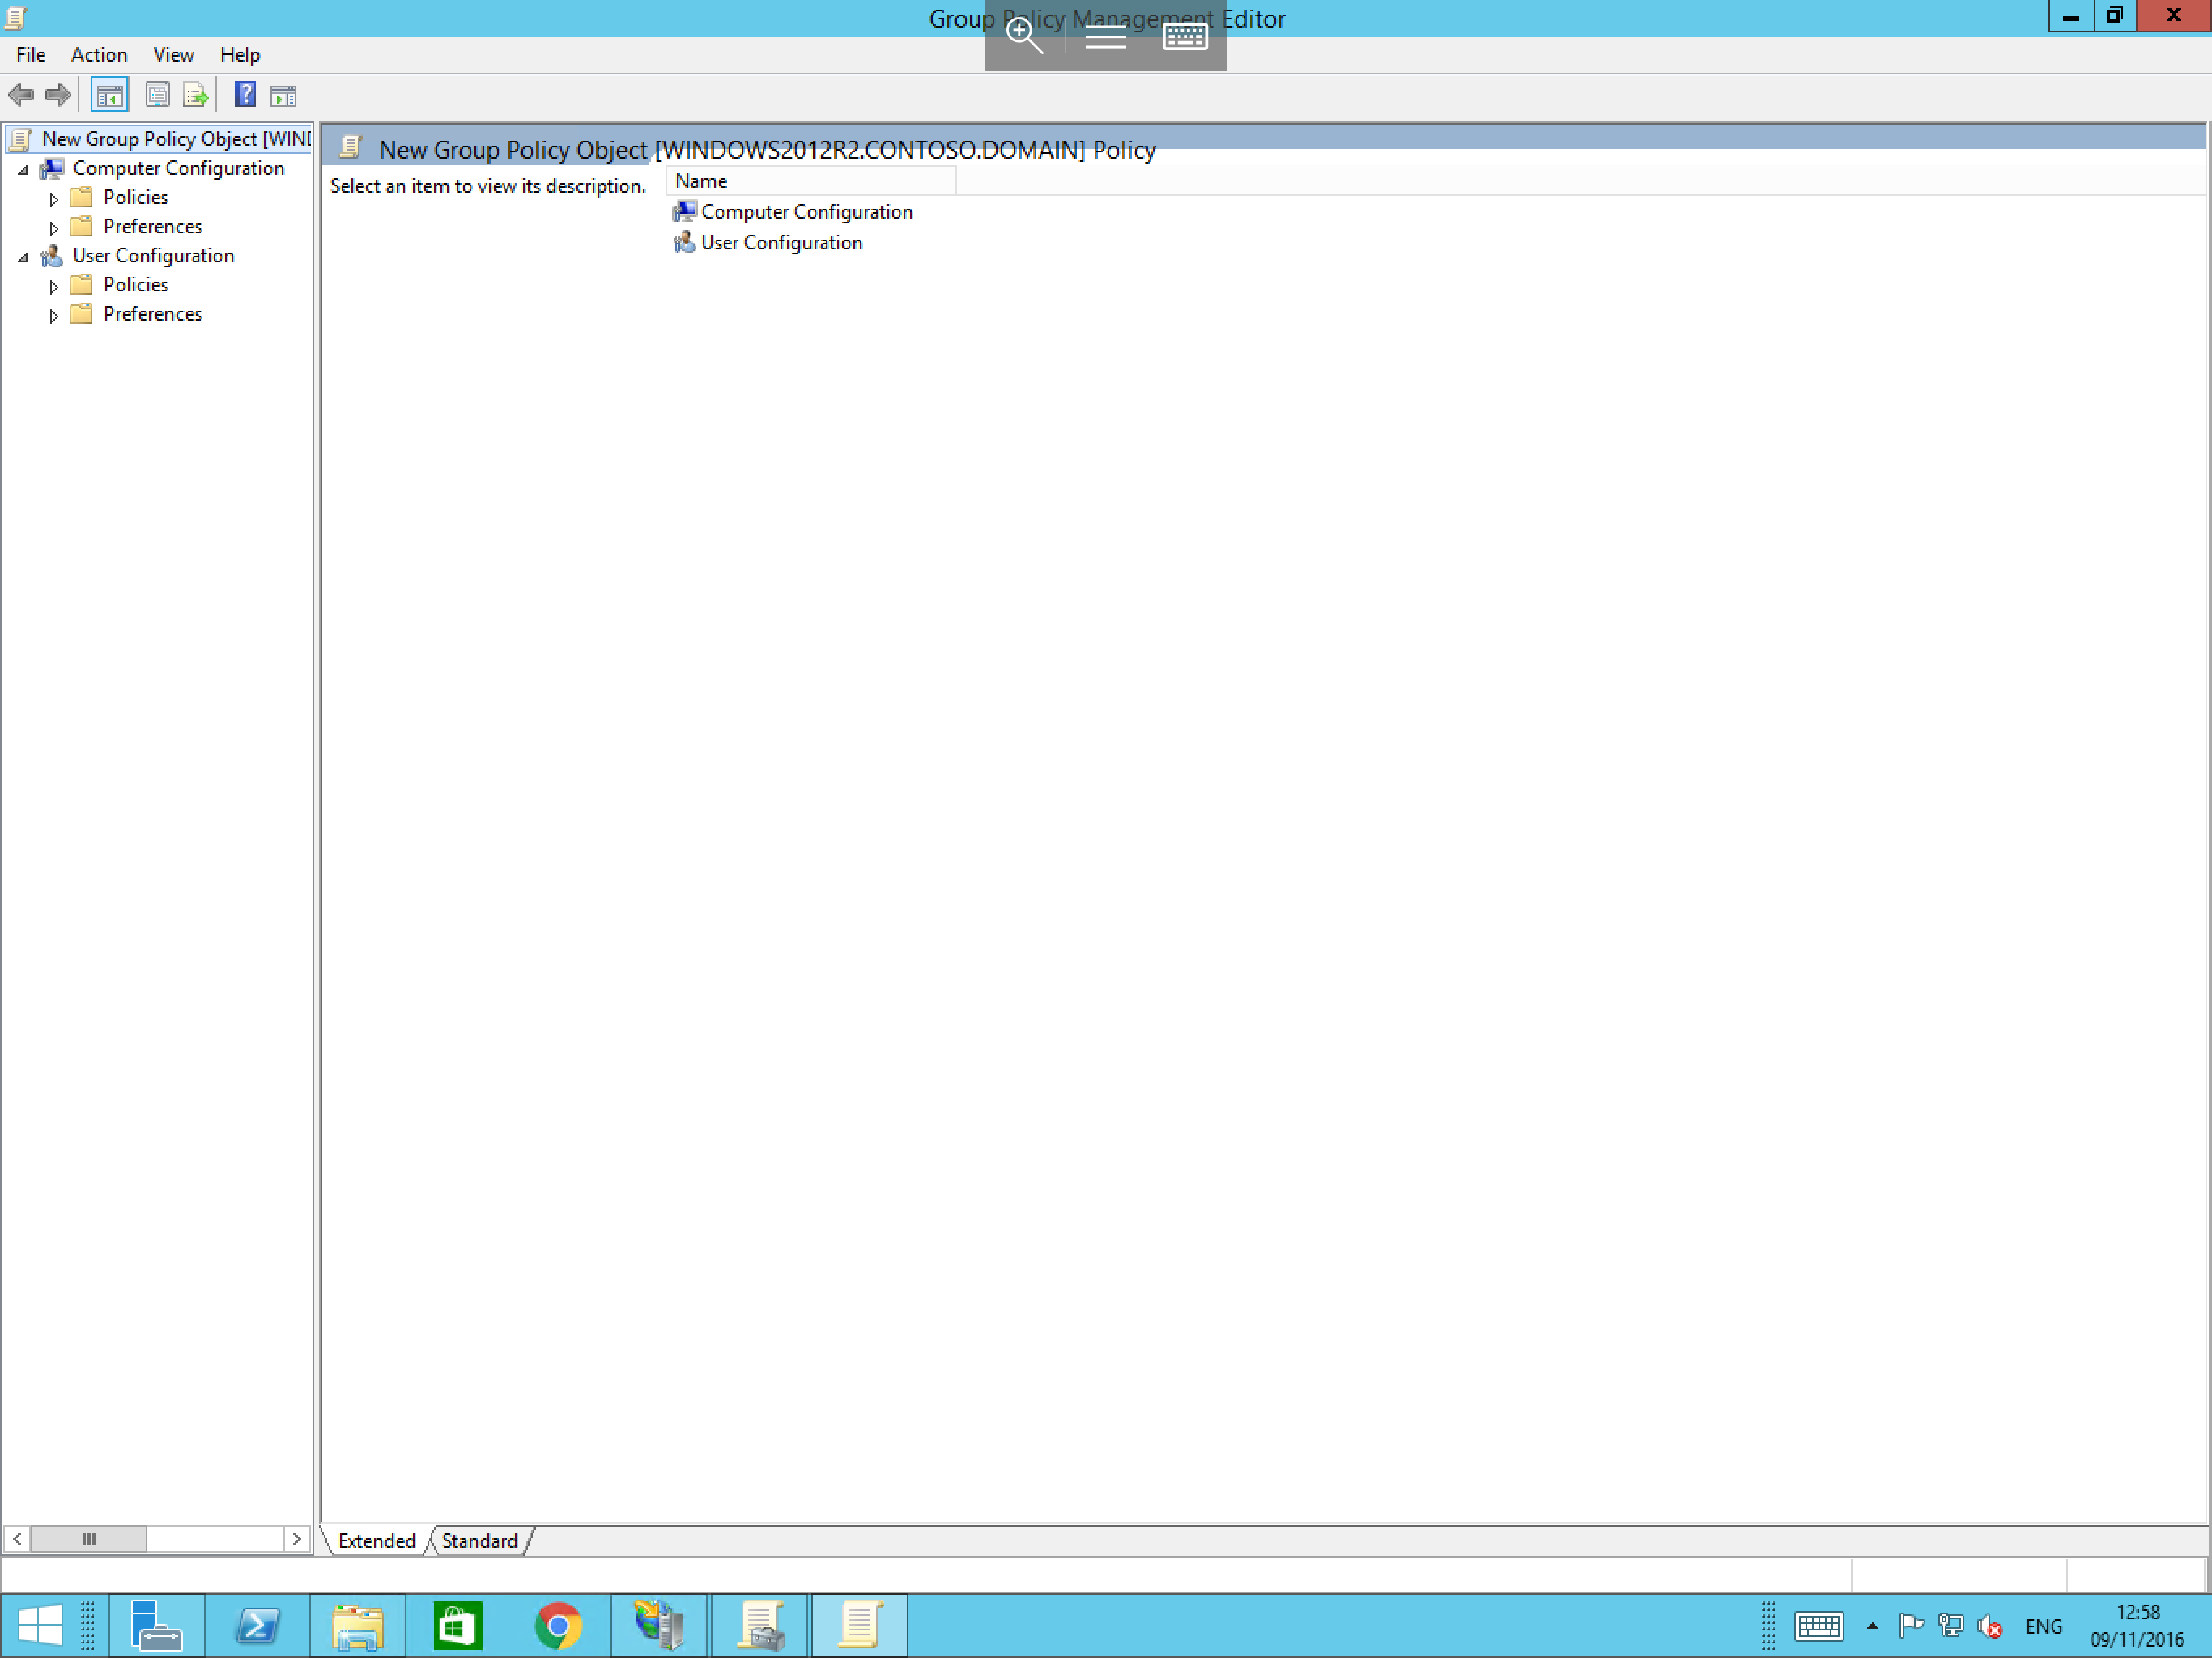 Group Policy Management Editor
File Action View Help
New Group Policy Object [WIND
Computer Configuration
Policies
Preferences
User Configuration
Policies
Preferences
New Group Policy Object [WINDOWS2012R2.CONTOSO.DOMAIN] Policy
Select an item to view its description.
Name
Computer Configuration
User Configuration
Extended Standard
ENG
12:58
09/11/2016